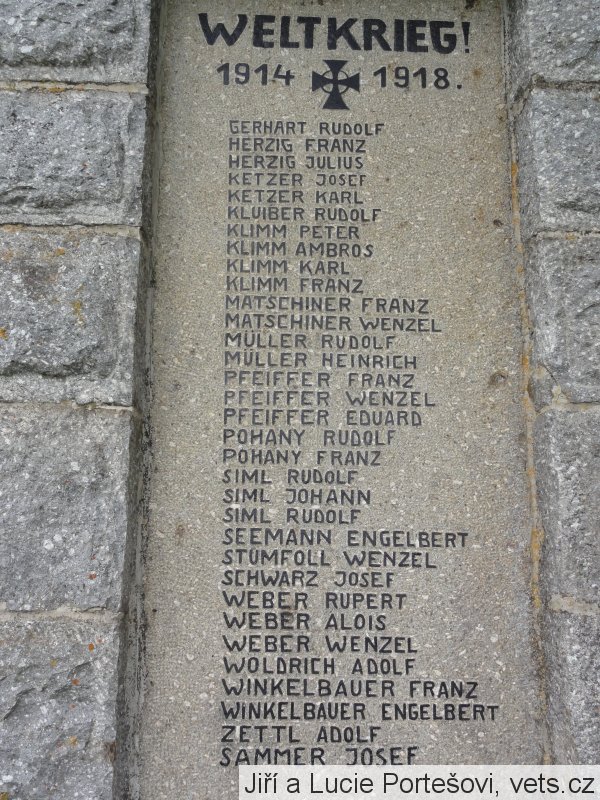 WELTKRIEG!
1914 1918.
GERHART RUDOLF
HERZIG FRANZ
HERZIG JULIUS
KETZER JOSEF
KETZER KARL
KLUIBER RUDOLF
KLIMM PETER
KLIMM AMBROS
KLIMM KARL
KLIMM FRANZ
MATSCHINER FRANZ
MATSCHINER WENZEL
MÜLLER RUDOLF
MÜLLER HEINRICH
PFEIFFER FRANZ
PFEIFFER WENZEL
PFEIFFER EDUARD
POHANY RUDOLF
POHANY FRANZ
SIML RUDOLF
SIML JOHANN
SIML RUDOLF
SEEMANN ENGELBERT
STUMFOLL WENZEL
SCHWARZ JOSEF
WEBER RUPERT
WEBER ALOIS
WEBER WENZEL
WOLDRICH ADOLF
WINKELBAUER FRANZ
WINKELBAUER ENGELBERT
ZETTL ADOLF
SAMMER JOSEF
Jiří a Lucie Portešovi, vets.cz